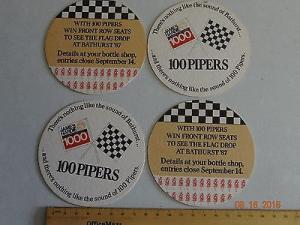 WITH 100 PIPERS
WIN FRONT ROW SEATS
TO SEE THE FLAG DROP
AT BATHURST '87
Details at your bottle shop,
entries close September 14.
There's nothing like the sound of Bathurst...
1000
100 PIPERS
...and there's nothing like the sound of 100 Pipers.
There's nothing like the sound of Bathurst...
JAMES HARDIE
1000
100 PIPERS
...and there's nothing like the sound of 100 Pipers.
WITH 100 PIPERS
WIN FRONT ROW SEATS
TO SEE THE FLAG DROP
AT BATHURST '87
Details at your bottle shop,
entries close September 14.
OfficeMax
08 16 2016